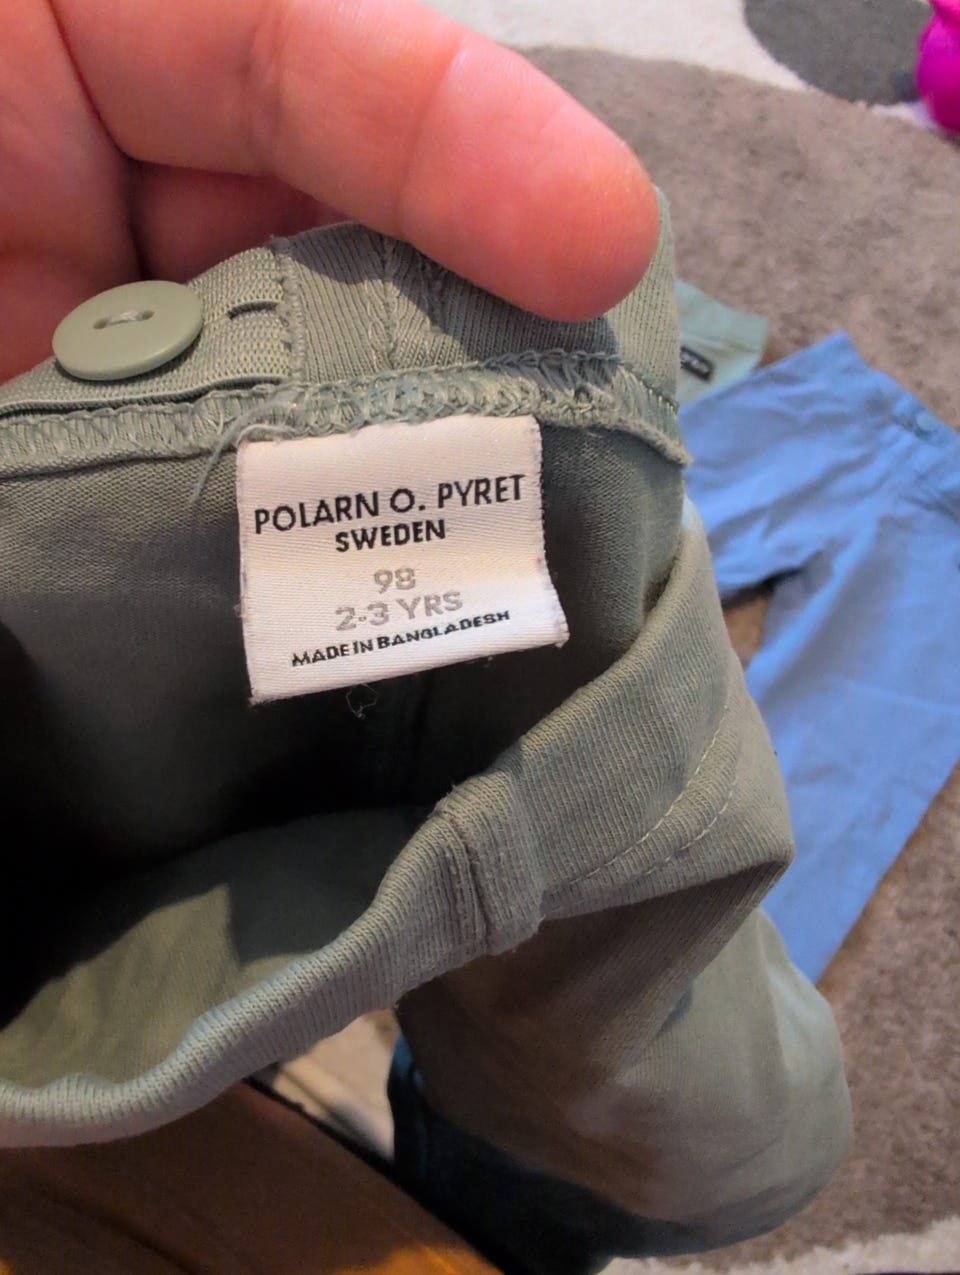 POLARN O. PYRET
SWEDEN
98
2-3 YRS
MADE IN BANGLADESH